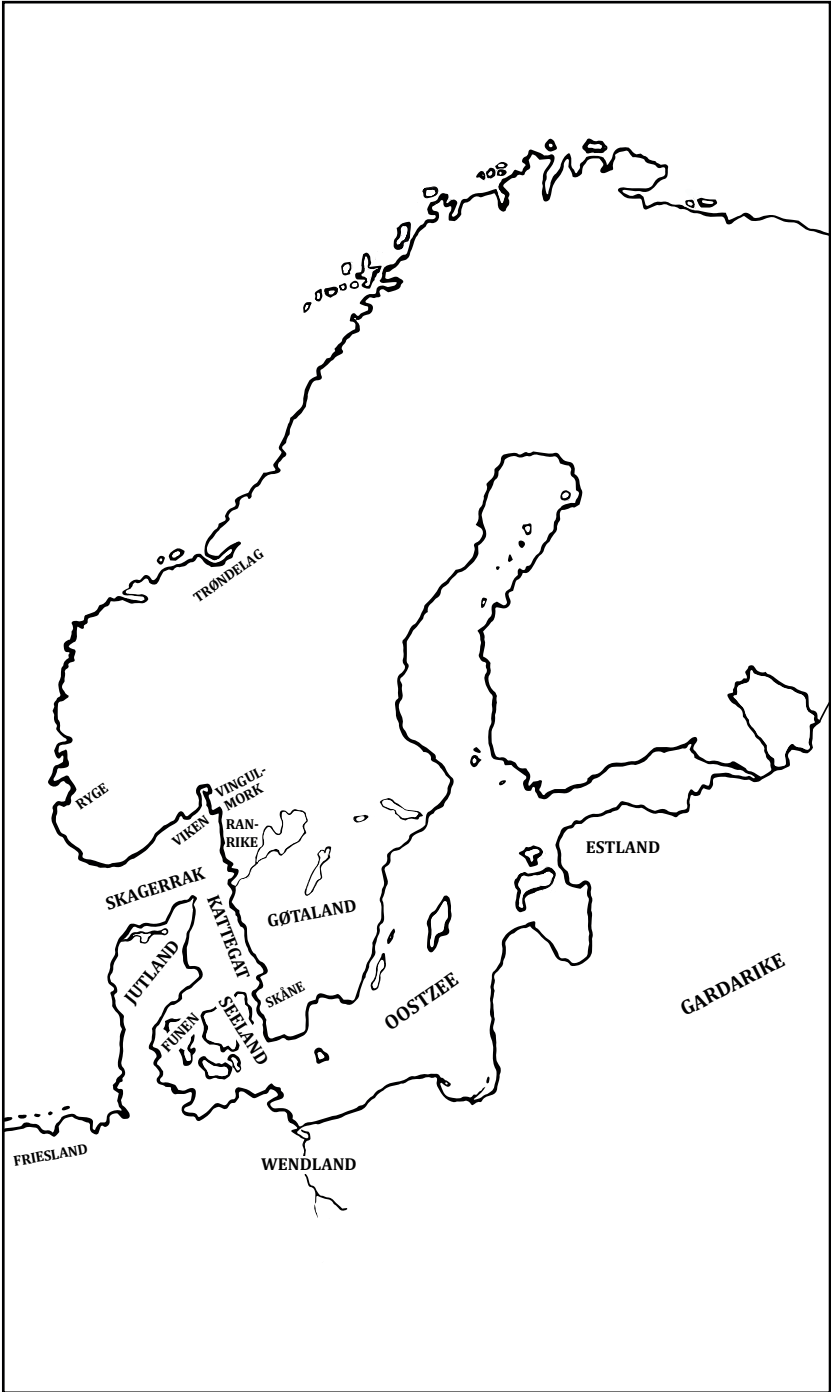 TRØNDELAG
RYGE
VINGUL-
MORK
VIKEN
RAN-
RIKE
ESTLAND
SKAGERRAK
KATTEGAT
GØTALAND
JUTLAND
SKÅNE
OOSTZEE
GARDARIKE
FUNEN
SEELAND
FRIESLAND
WENDLAND